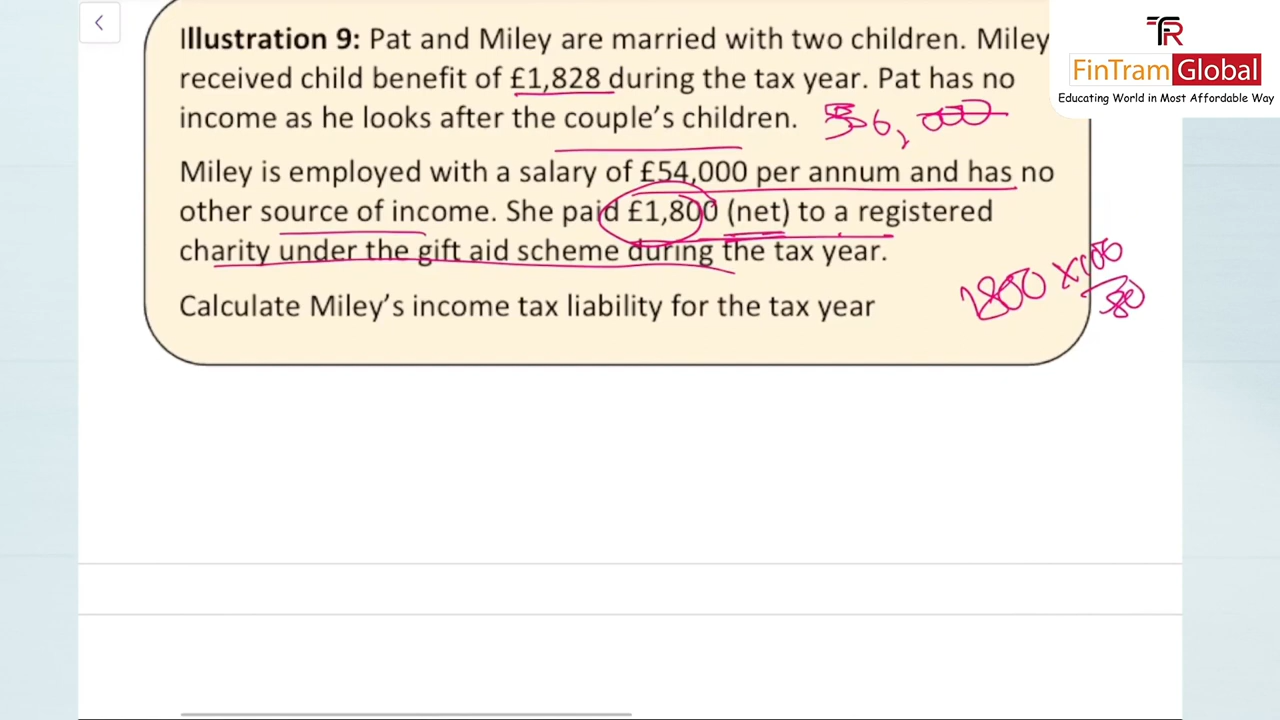 Illustration 9: Pat and Miley are married with two children. Miley
received child benefit of £1,828 during the tax year. Pat has no
income as he looks after the couple's children.
56,000
Miley is employed with a salary of £54,000 per annum and has no
other source of income. She paid £1,800 (net) to a registered
charity under the gift aid scheme during the tax year.
Calculate Miley's income tax liability for the tax year
1800 × 100
80
TR
FinTram Global
Educating World in Most Affordable Way